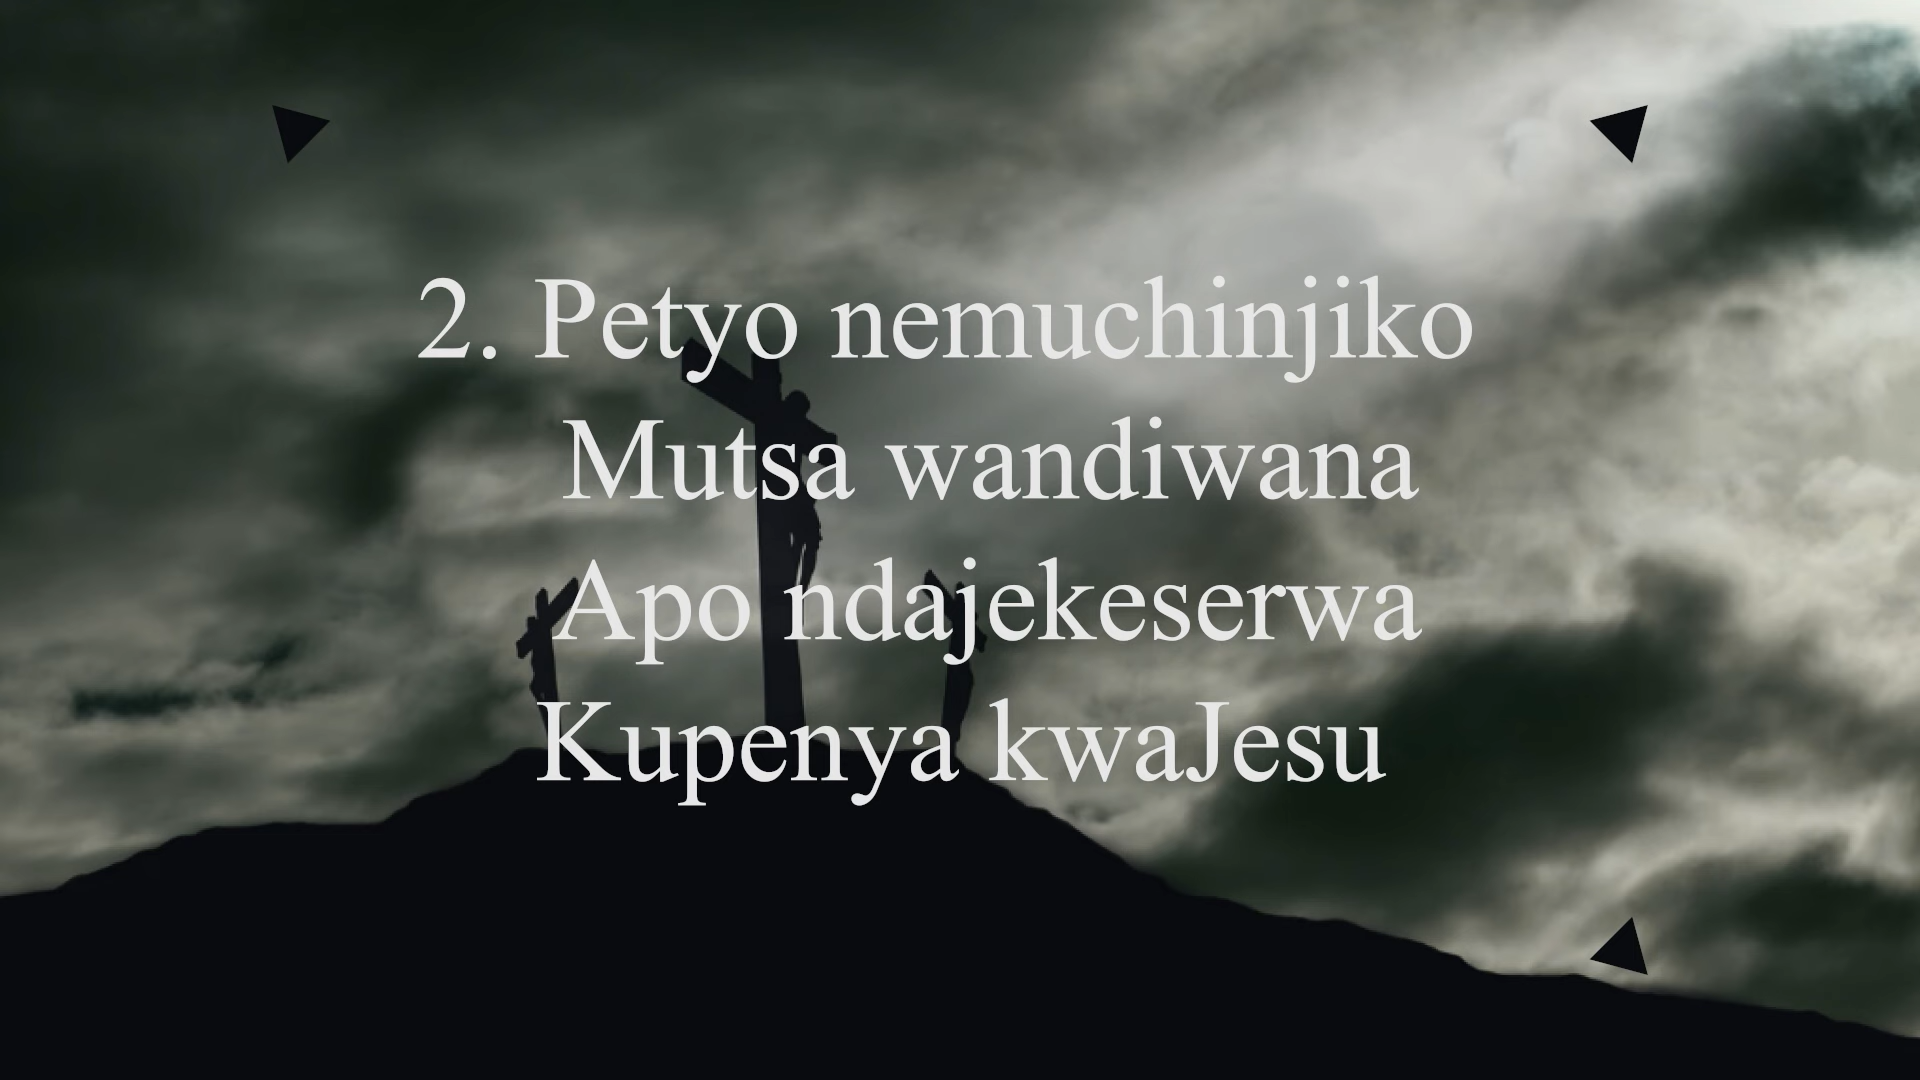 2. Petyo nemuchinjiko
Mutsa wandiwana
Apo ndajekeserwa
Kupenya kwaJesu